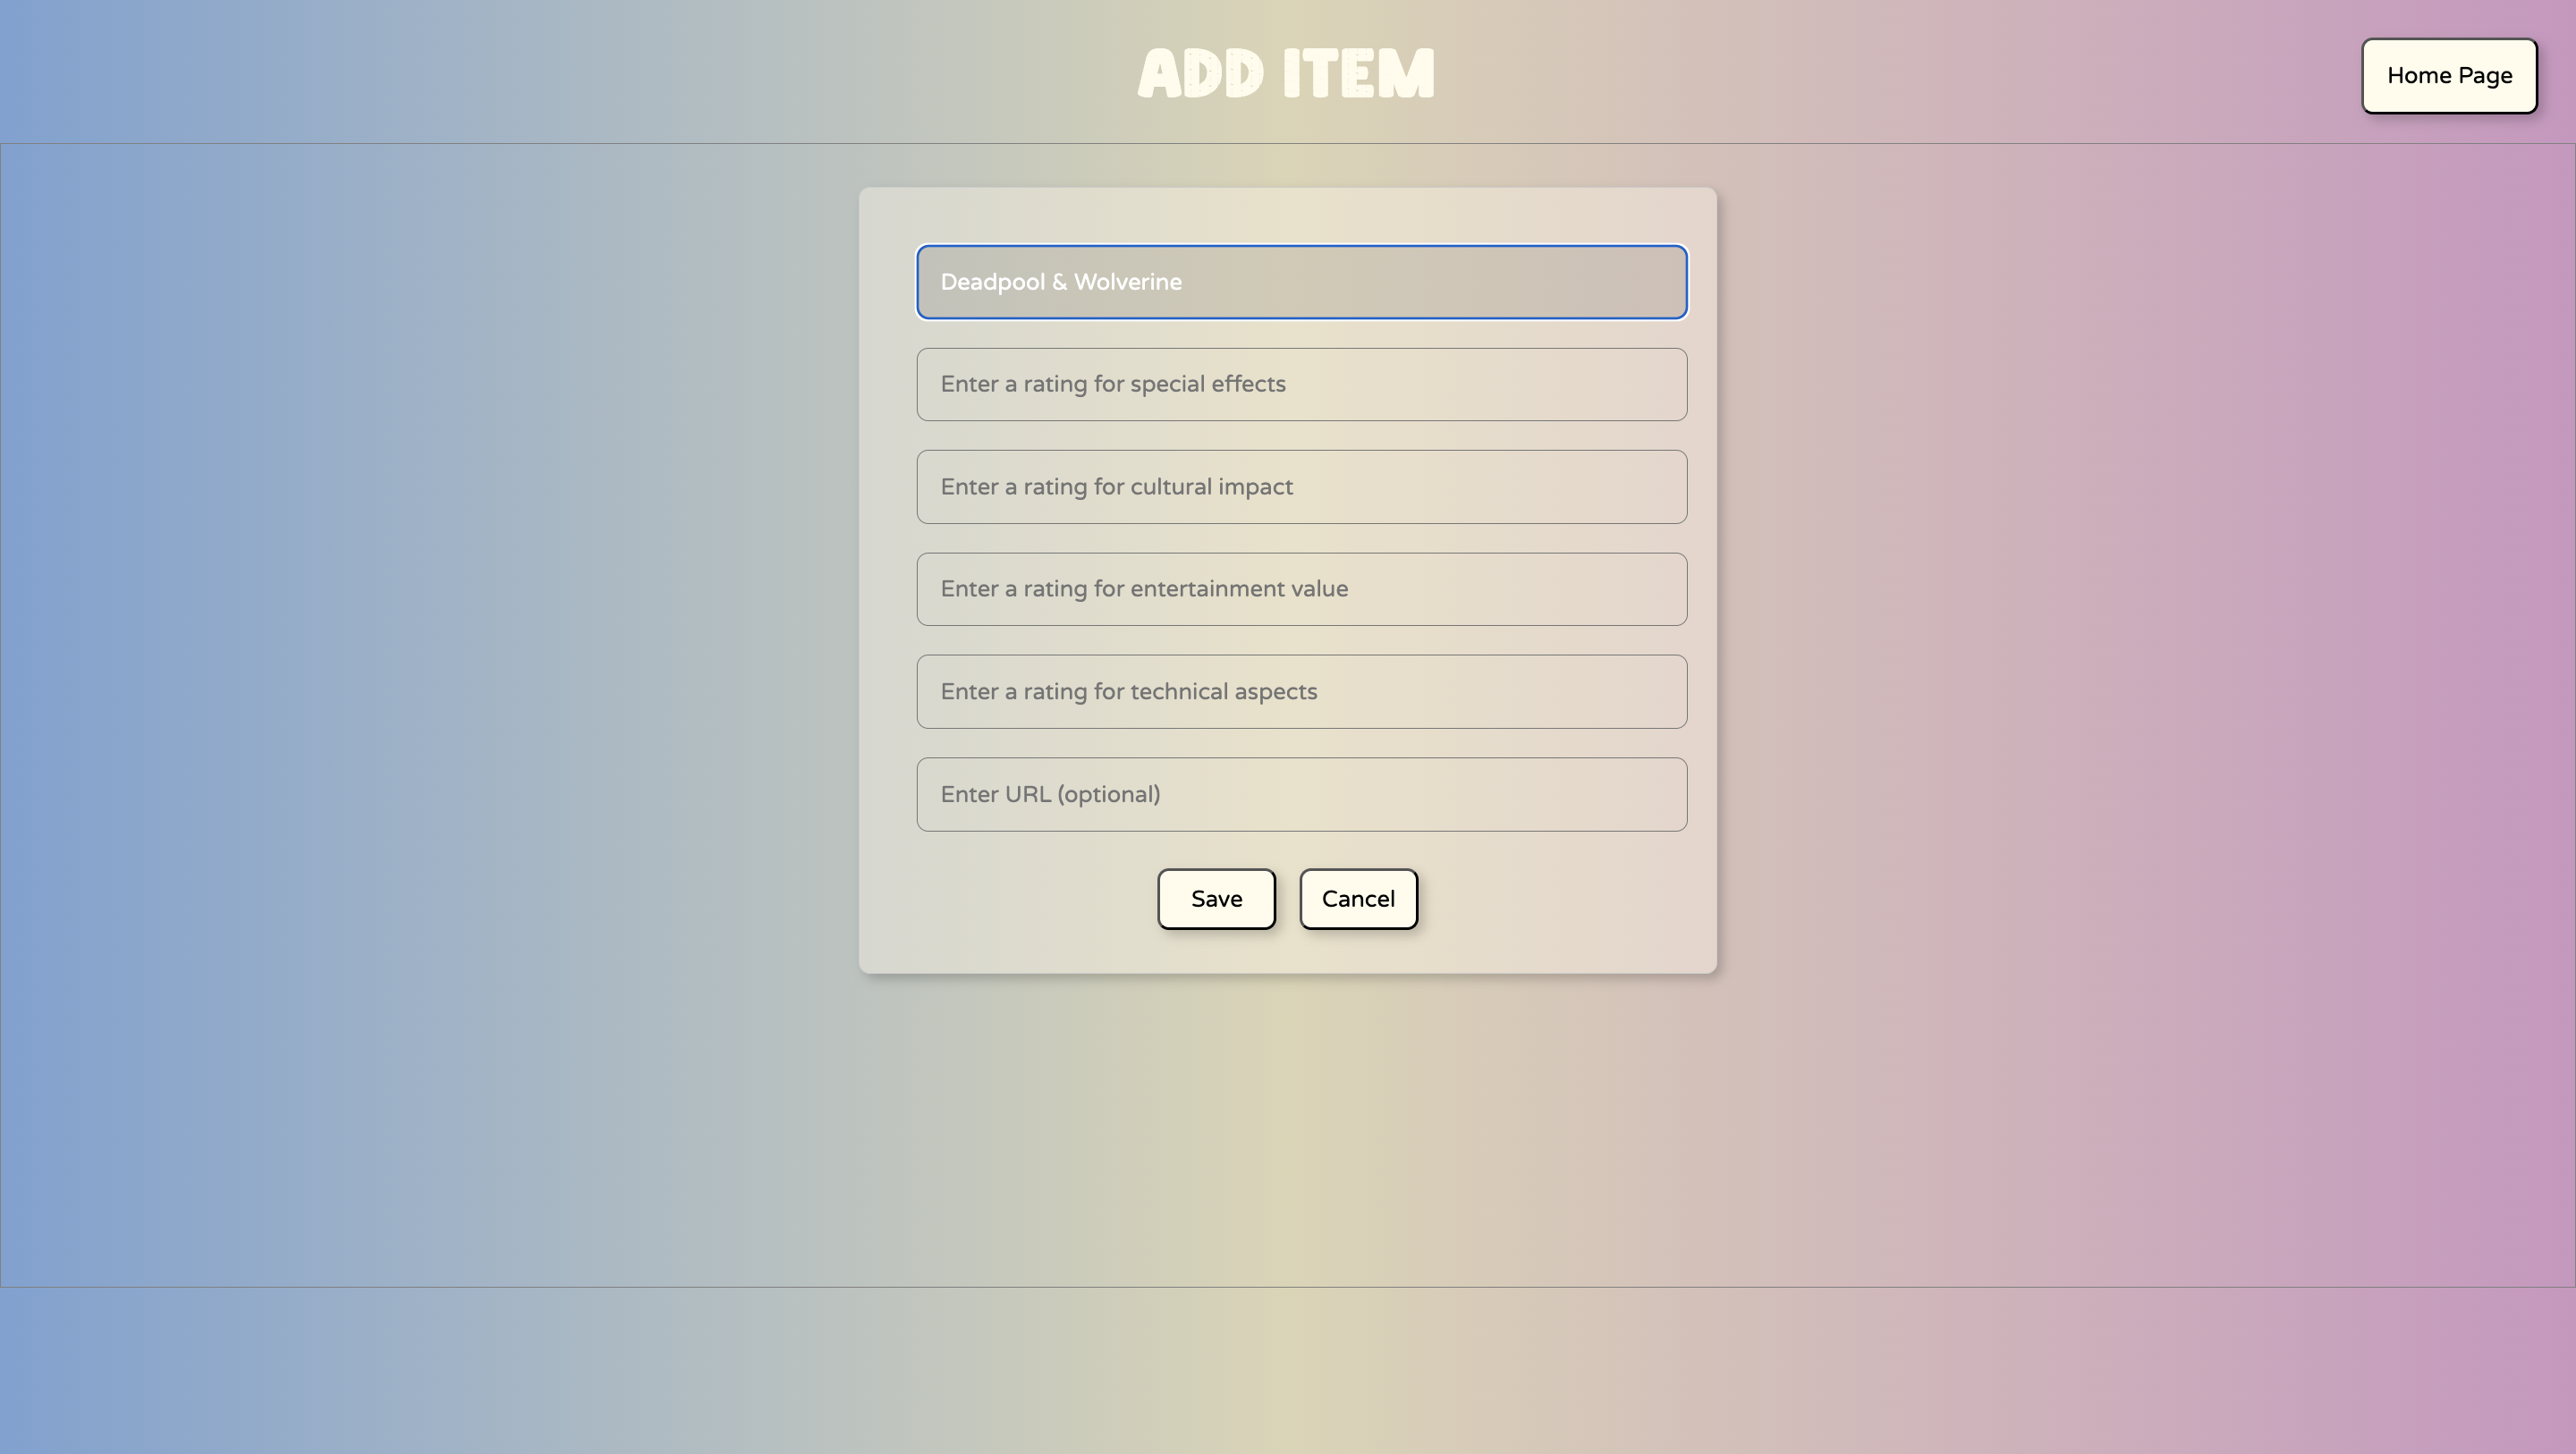 ADD ITEM
Home Page
Deadpool & Wolverine
Enter a rating for special effects
Enter a rating for cultural impact
Enter a rating for entertainment value
Enter a rating for technical aspects
Enter URL (optional)
Save
Cancel